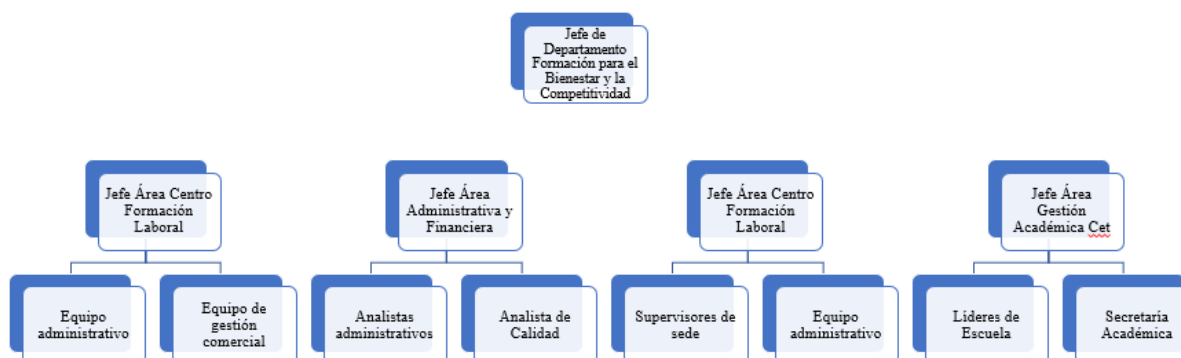 Jefe de
Departamento
Formación para el
Bienestar y la
Competitividad
Jefe Área Centro
Formación
Laboral
Jefe Área
Administrativa y
Financiera
Jefe Área Centro
Formación
Laboral
Jefe Área
Gestión
Académica Cet
Equipo
administrativo
Equipo de
gestión
comercial
Analistas
administrativos
Analista de
Calidad
Supervisores de
sede
Equipo
administrativo
Líderes de
Escuela
Secretaría
Académica